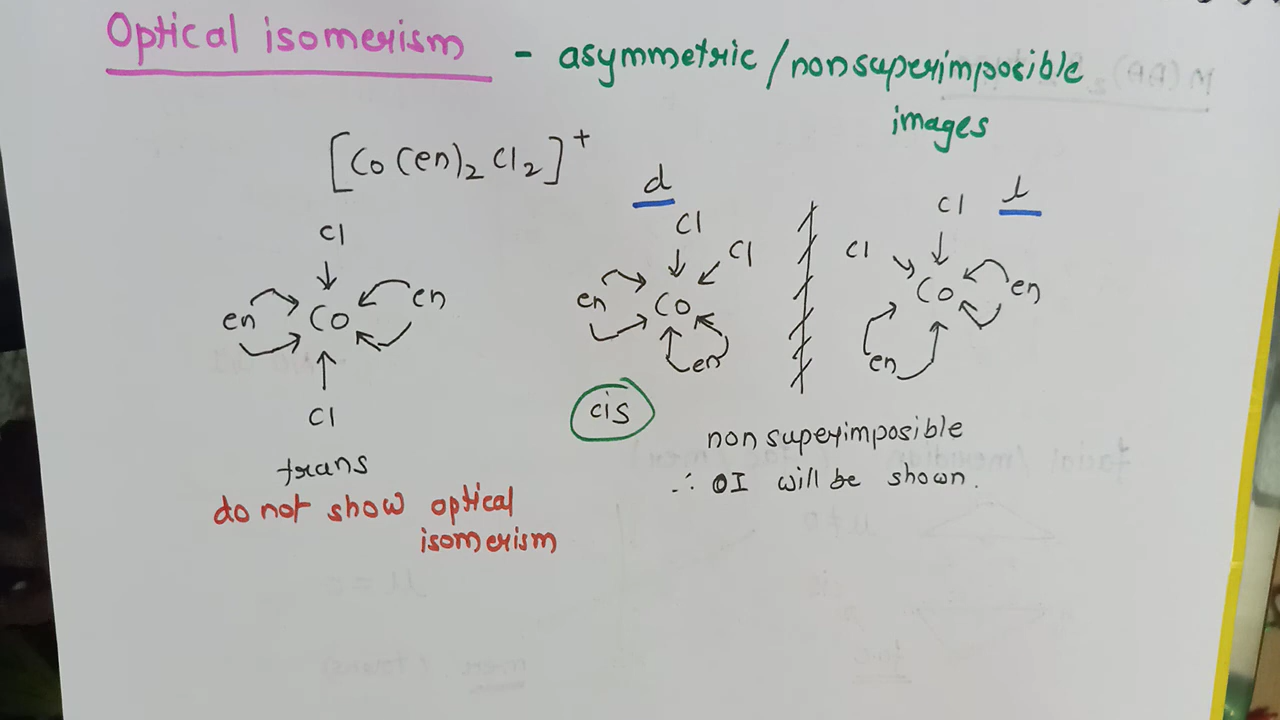 Optical isomerism - asymmetric / nonsuperimposible
images
[Co(en)₂Cl₂]⁺
Cl
en Co en
Cl
trans
do not show optical
isomerism
d
Cl
Cl
en Co
en
cis
l
Cl
Cl
Co en
en
non superimposible
∴ OI will be shown.